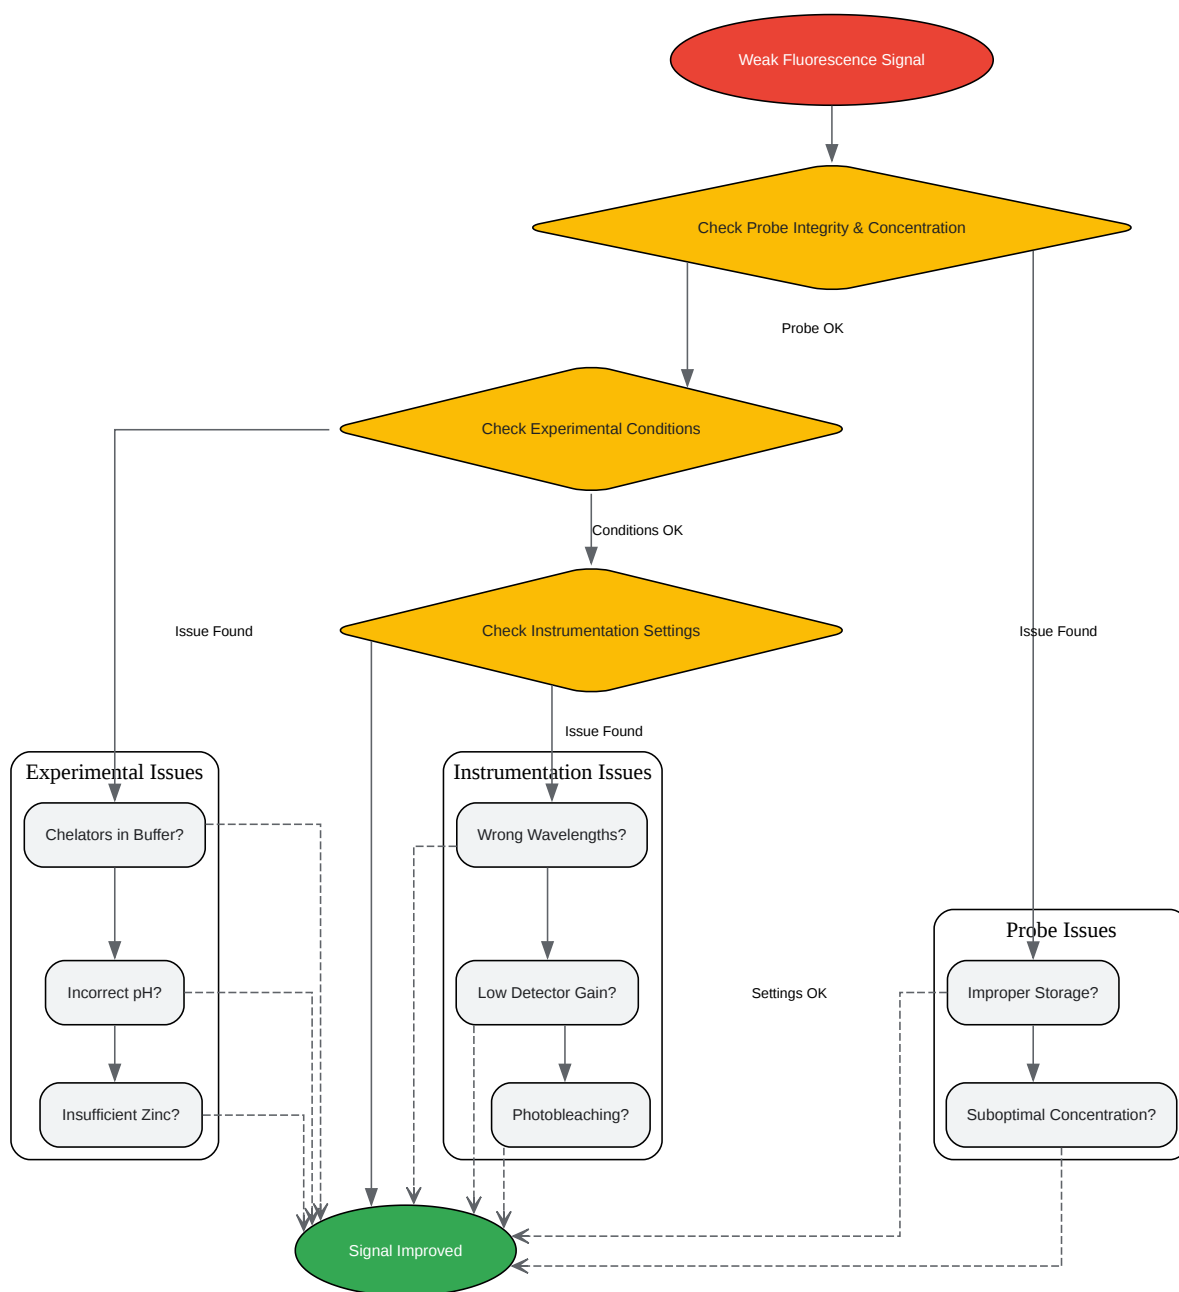 Weak Fluorescence Signal
Check Probe Integrity & Concentration
Probe OK
Check Experimental Conditions
Conditions OK
Issue Found
Check Instrumentation Settings
Issue Found
Issue Found
Experimental Issues
Instrumentation Issues
Chelators in Buffer?
Wrong Wavelengths?
Probe Issues
Incorrect pH?
Low Detector Gain?
Settings OK
Improper Storage?
Insufficient Zinc?
Photobleaching?
Suboptimal Concentration?
Signal Improved